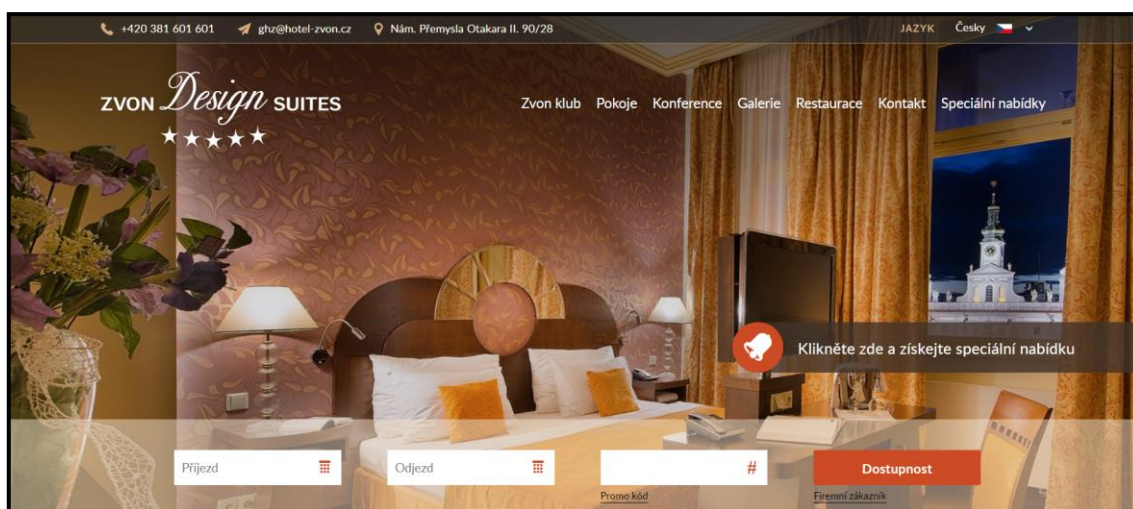 +420 381 601 601 ghz@hotel-zvon.cz Nám. Přemysla Otakara II. 90/28 JAZYK Česky
ZVON Design SUITES
Zvon klub Pokoje Konference Galerie Restaurace Kontakt Speciální nabídky
Klikněte zde a získejte speciální nabídku
Příjezd Odjezd # Dostupnost
Promo kód Firemní zákazník